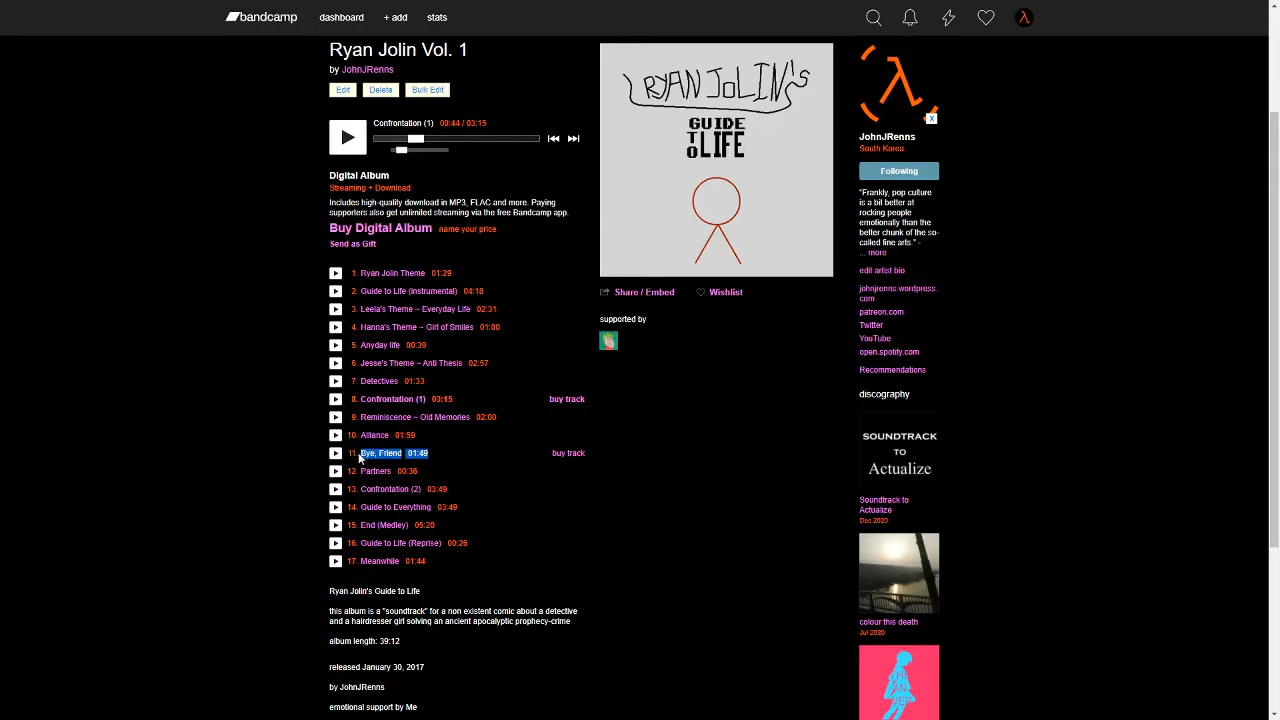 bandcamp dashboard + add stats
Ryan Jolin Vol. 1
by JohnJRenns
Edit Delete Bulk Edit
Confrontation (1) 00:44 / 03:15
Digital Album
Streaming + Download
Includes high-quality download in MP3, FLAC and more. Paying
supporters also get unlimited streaming via the free Bandcamp app.
Buy Digital Album name your price
Send as Gift
1. Ryan Jolin Theme 01:29
2. Guide to Life (Instrumental) 04:18
3. Leela's Theme ~ Everyday Life 02:31
4. Hanna's Theme ~ Girl of Smiles 01:00
5. Anyday life 00:39
6. Jesse's Theme ~ Anti Thesis 02:57
7. Detectives 01:33
8. Confrontation (1) 03:15 buy track
9. Reminiscence ~ Old Memories 02:00
10. Alliance 01:59
11. Bye, Friend 01:49 buy track
12. Partners 00:36
13. Confrontation (2) 03:49
14. Guide to Everything 03:49
15. End (Medley) 05:20
16. Guide to Life (Reprise) 00:26
17. Meanwhile 01:44
Ryan Jolin's Guide to Life
this album is a "soundtrack" for a non existent comic about a detective
and a hairdresser girl solving an ancient apocalyptic prophecy-crime
album length: 39:12
released January 30, 2017
by JohnJRenns
emotional support by Me
RYAN JOLIN'S
GUIDE
TO LIFE
Share / Embed Wishlist
supported by
X
JohnJRenns
South Korea
Following
"Frankly, pop culture
is a bit better at
rocking people
emotionally than the
better chunk of the so-
called fine arts." -
... more
edit artist bio
johnjrenns.wordpress.
com
patreon.com
Twitter
YouTube
open.spotify.com
Recommendations
discography
SOUNDTRACK
TO
Actualize
Soundtrack to
Actualize
Dec 2020
colour this death
Jul 2020